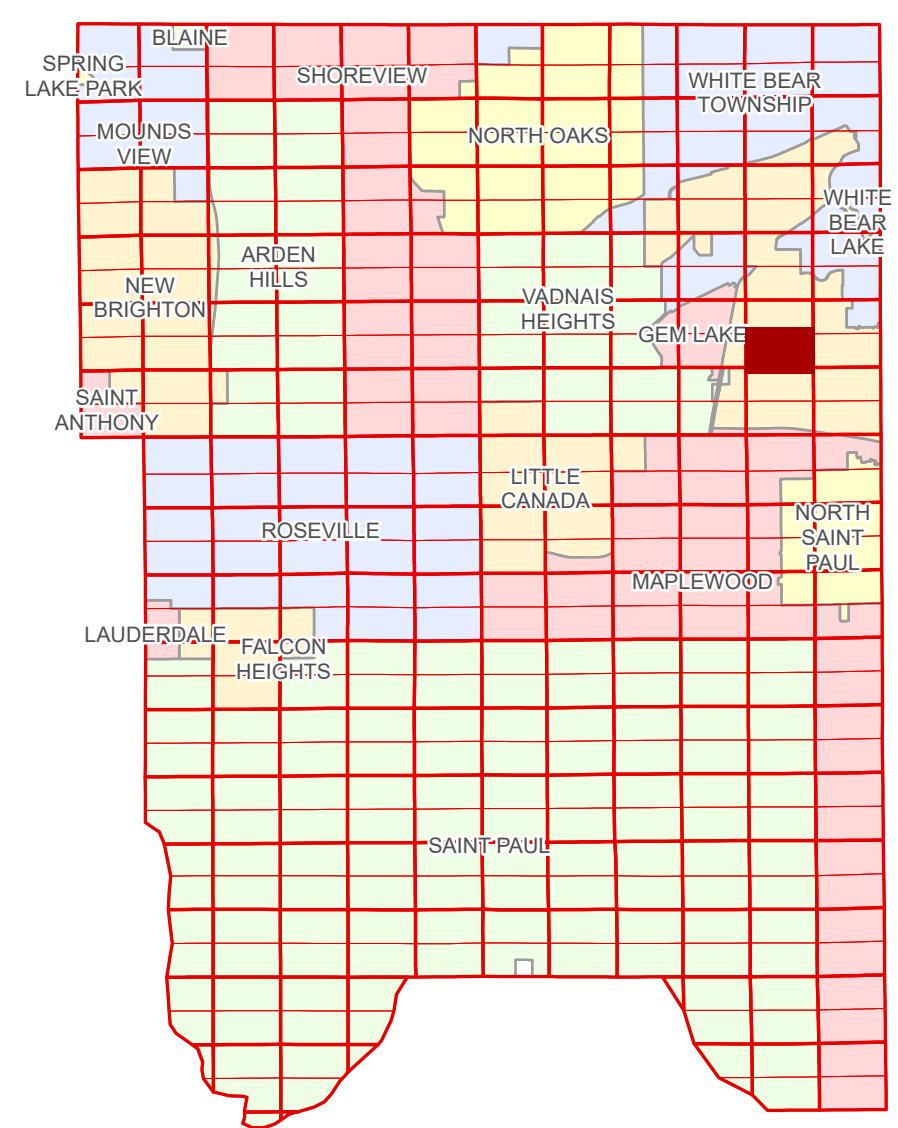 BLAINE
SPRING
LAKE PARK
SHOREVIEW
WHITE BEAR
TOWNSHIP
MOUNDS
VIEW
NORTH OAKS
WHITE
BEAR
LAKE
ARDEN
HILLS
NEW
BRIGHTON
VADNAIS
HEIGHTS
GEM LAKE
SAINT
ANTHONY
LITTLE
CANADA
NORTH
SAINT
PAUL
ROSEVILLE
MAPLEWOOD
LAUDERDALE
FALCON
HEIGHTS
SAINT PAUL